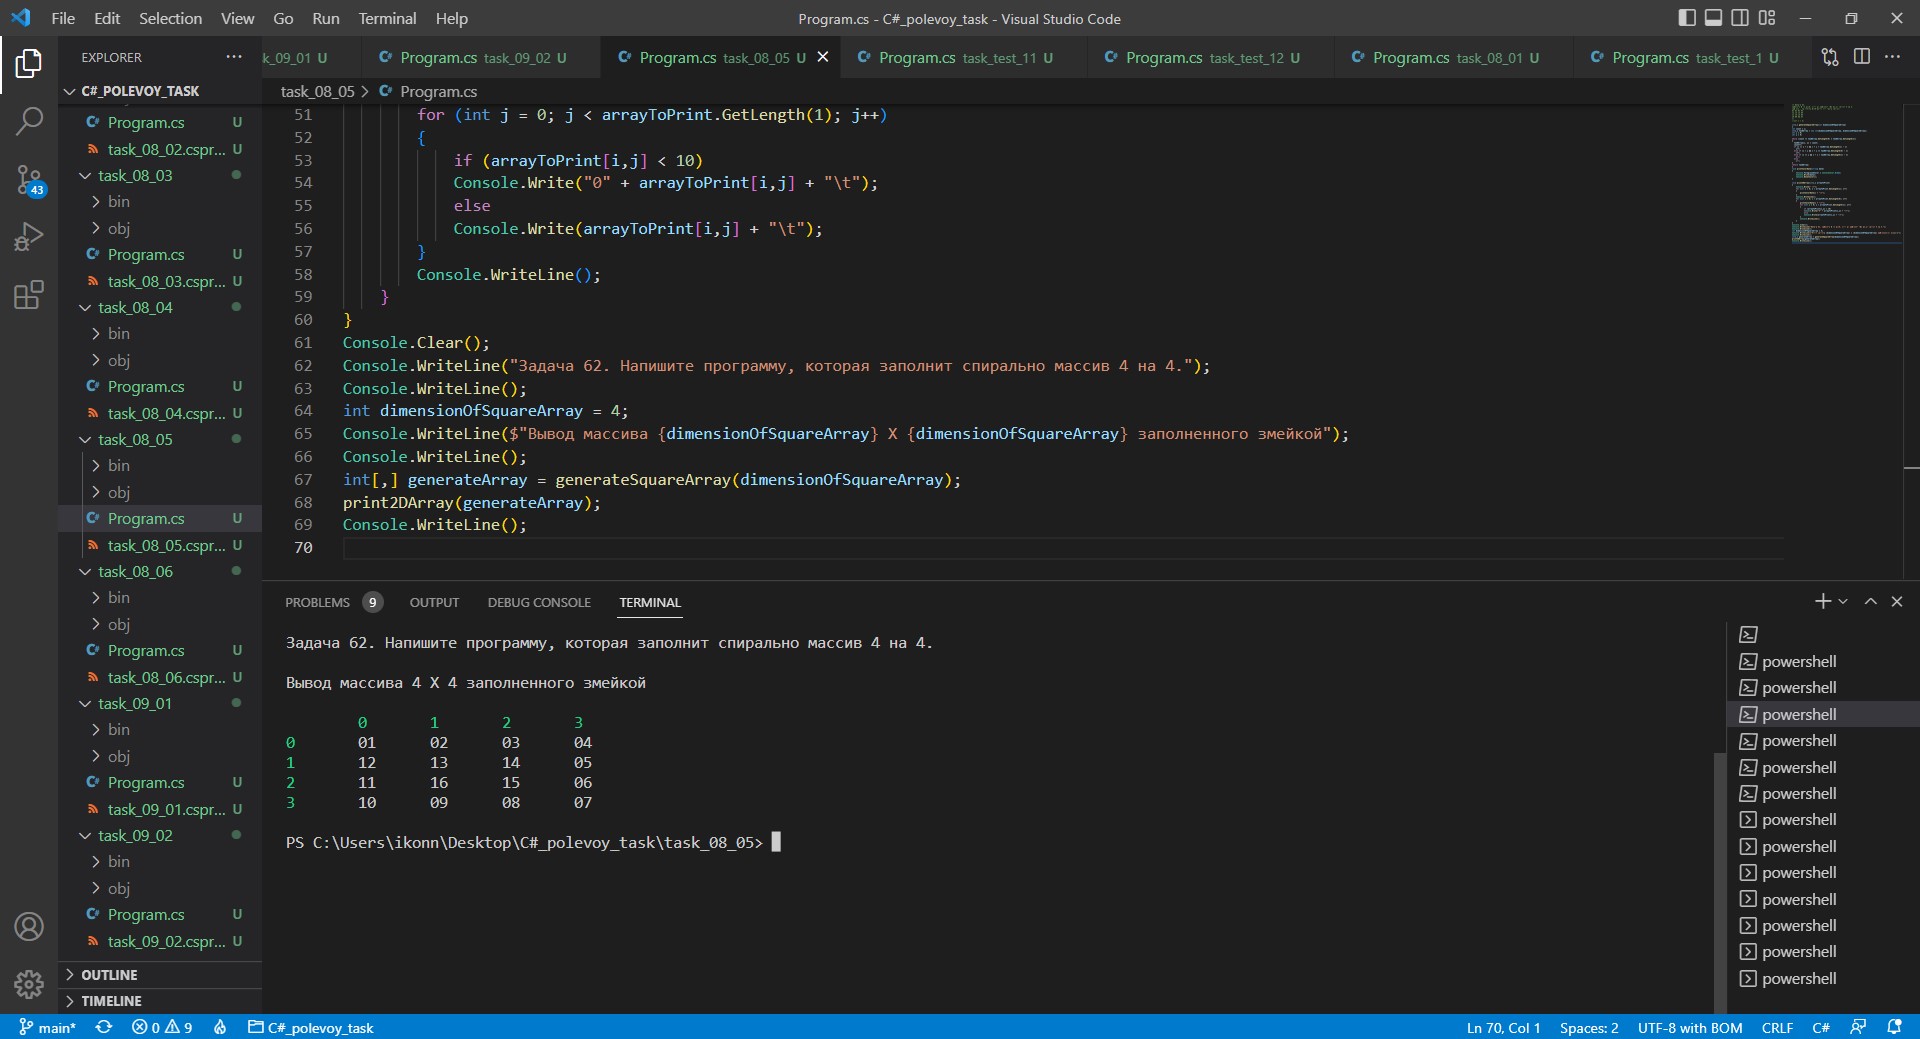 File Edit Selection View Go Run Terminal Help
Program.cs - C#_polevoy_task - Visual Studio Code
EXPLORER
C#_POLEVOY_TASK
Program.cs U
task_08_02.cspr... U
task_08_03
bin
obj
Program.cs U
task_08_03.cspr... U
task_08_04
bin
obj
Program.cs U
task_08_04.cspr... U
task_08_05
bin
obj
Program.cs U
task_08_05.cspr... U
task_08_06
bin
obj
Program.cs U
task_08_06.cspr... U
task_09_01
bin
obj
Program.cs U
task_09_01.cspr... U
task_09_02
bin
obj
Program.cs U
task_09_02.cspr... U
OUTLINE
TIMELINE
43
k_09_01 U
Program.cs task_09_02 U
Program.cs task_08_05 U
Program.cs task_test_11 U
Program.cs task_test_12 U
Program.cs task_08_01 U
Program.cs task_test_1 U
task_08_05 > Program.cs
51 for (int j = 0; j < arrayToPrint.GetLength(1); j++)
52 {
53 if (arrayToPrint[i,j] < 10)
54 Console.Write("0" + arrayToPrint[i,j] + "\t");
55 else
56 Console.Write(arrayToPrint[i,j] + "\t");
57 }
58 Console.WriteLine();
59 }
60 }
61 Console.Clear();
62 Console.WriteLine("Задача 62. Напишите программу, которая заполнит спирально массив 4 на 4.");
63 Console.WriteLine();
64 int dimensionOfSquareArray = 4;
65 Console.WriteLine($"Вывод массива {dimensionOfSquareArray} X {dimensionOfSquareArray} заполненного змейкой");
66 Console.WriteLine();
67 int[,] generateArray = generateSquareArray(dimensionOfSquareArray);
68 print2DArray(generateArray);
69 Console.WriteLine();
70
PROBLEMS 9 OUTPUT DEBUG CONSOLE TERMINAL
Задача 62. Напишите программу, которая заполнит спирально массив 4 на 4.
Вывод массива 4 X 4 заполненного змейкой
0 1 2 3
0 01 02 03 04
1 12 13 14 05
2 11 16 15 06
3 10 09 08 07
PS C:\Users\ikonn\Desktop\C#_polevoy_task\task_08_05>
powershell
powershell
powershell
powershell
powershell
powershell
powershell
powershell
powershell
powershell
powershell
powershell
powershell
main* 0 9 C#_polevoy_task
Ln 70, Col 1 Spaces: 2 UTF-8 with BOM CRLF C#